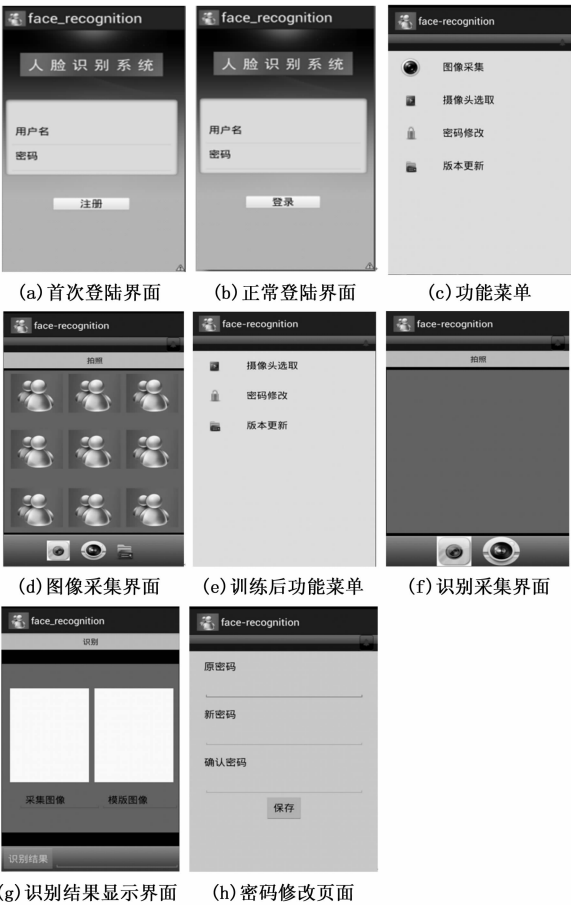 face_recognition
人脸识别系统
用户名
密码
注册
(a)首次登陆界面
face_recognition
人脸识别系统
用户名
密码
登录
(b)正常登陆界面
face-recognition
图像采集
摄像头选取
密码修改
版本更新
(c)功能菜单
face-recognition
拍照
(d)图像采集界面
face-recognition
摄像头选取
密码修改
版本更新
(e)训练后功能菜单
face-recognition
拍照
(f)识别采集界面
face_recognition
识别
采集图像
模版图像
识别结果
(g)识别结果显示界面
face-recognition
原密码
新密码
确认密码
保存
(h)密码修改页面